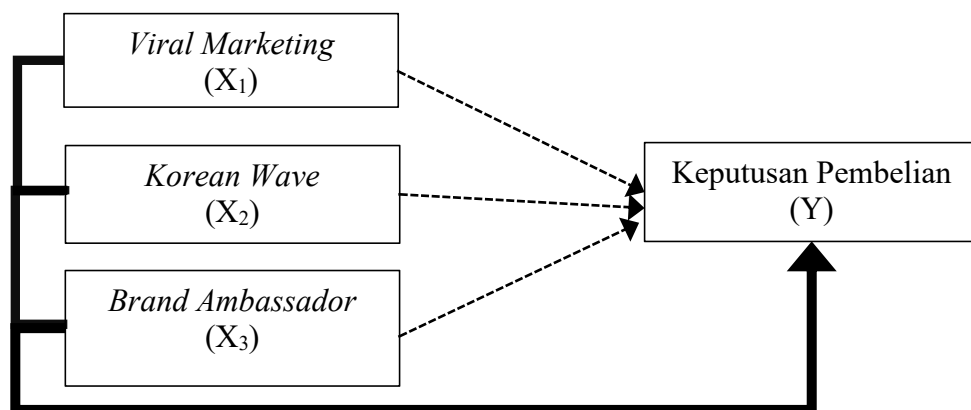 Viral Marketing
(X₁)
Korean Wave
(X₂)
Brand Ambassador
(X₃)
Keputusan Pembelian
(Y)